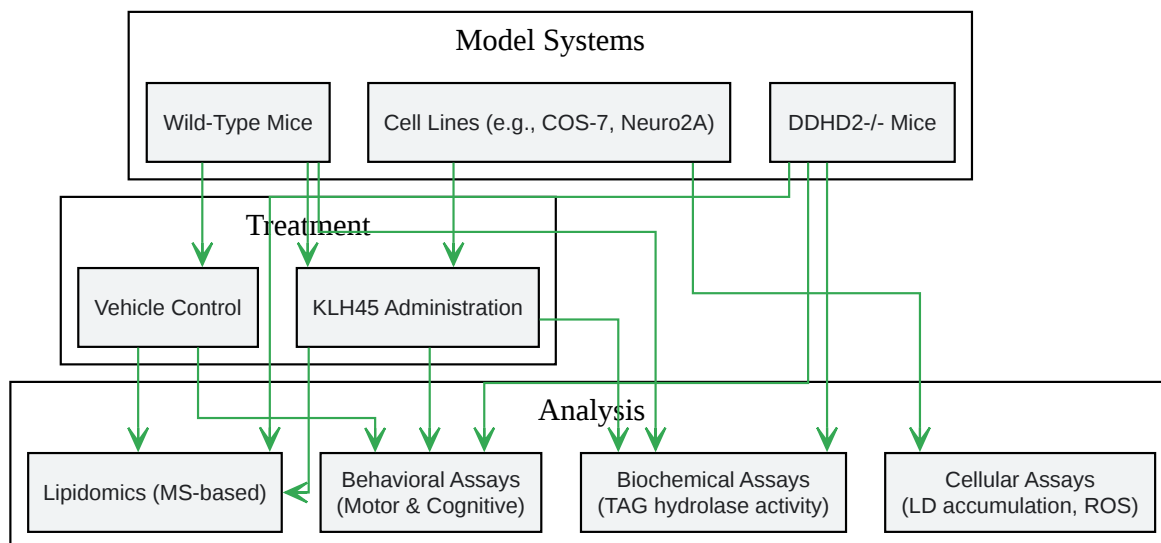 Model Systems
Wild-Type Mice
Cell Lines (e.g., COS-7, Neuro2A)
DDHD2-/- Mice
Treatment
Vehicle Control
KLH45 Administration
Analysis
Lipidomics (MS-based)
Behavioral Assays
(Motor & Cognitive)
Biochemical Assays
(TAG hydrolase activity)
Cellular Assays
(LD accumulation, ROS)